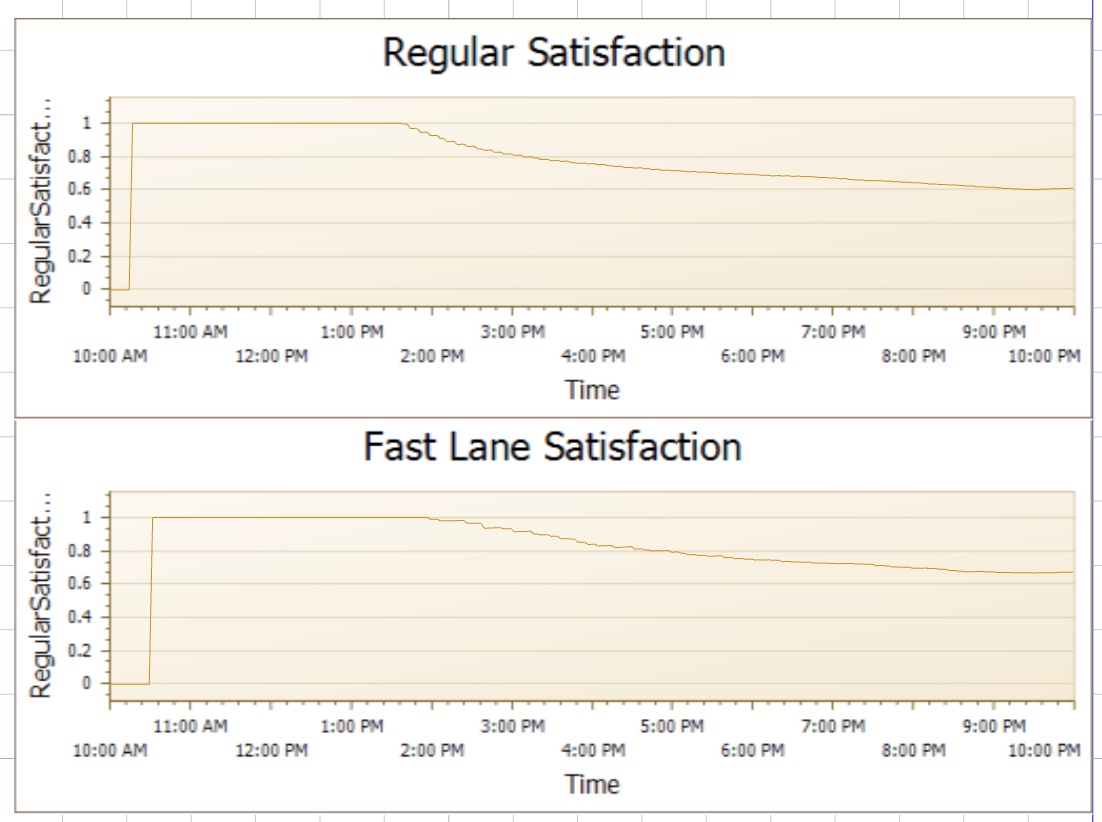 Regular Satisfaction
RegularSatisfact...
1
0.8
0.6
0.4
0.2
0
11:00 AM 1:00 PM 3:00 PM 5:00 PM 7:00 PM 9:00 PM
10:00 AM 12:00 PM 2:00 PM 4:00 PM 6:00 PM 8:00 PM 10:00 PM
Time
Fast Lane Satisfaction
RegularSatisfact...
1
0.8
0.6
0.4
0.2
0
11:00 AM 1:00 PM 3:00 PM 5:00 PM 7:00 PM 9:00 PM
10:00 AM 12:00 PM 2:00 PM 4:00 PM 6:00 PM 8:00 PM 10:00 PM
Time